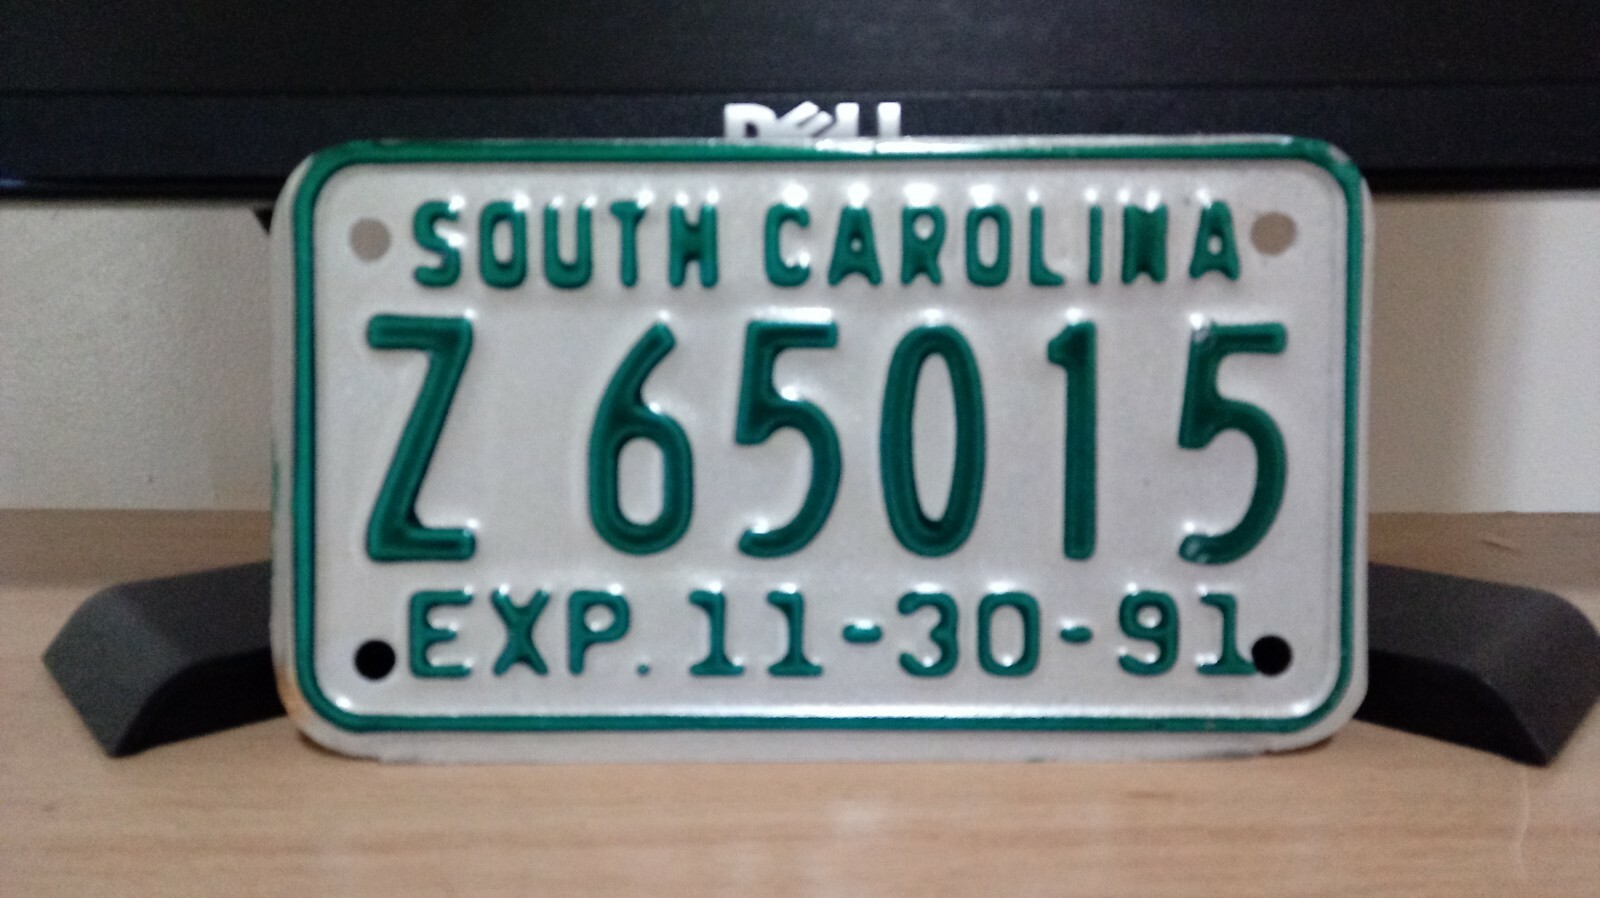 DELL
SOUTH CAROLINA
Z 65015
EXP. 11-30-91